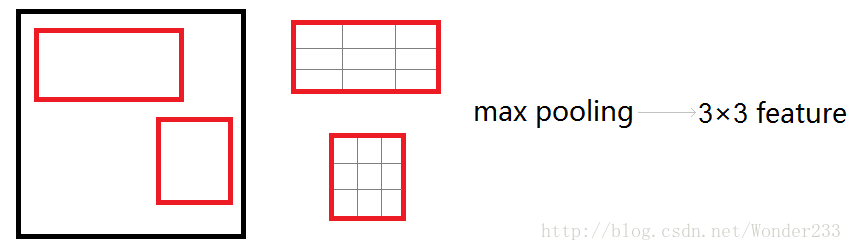 max pooling
3×3 feature
http://blog.csdn.net/Wonder233